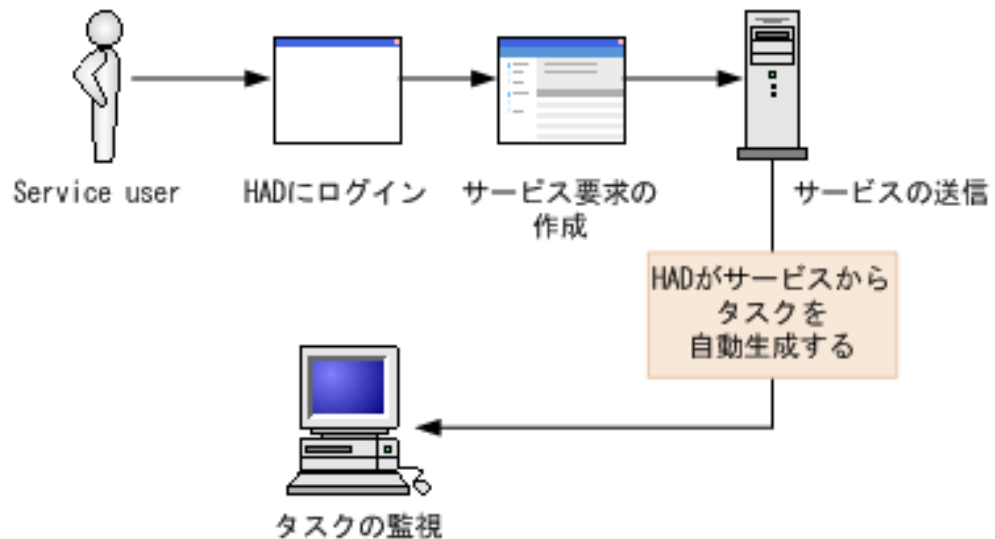 Service user
HADにログイン
サービス要求の
作成
サービスの送信
HADがサービスから
タスクを
自動生成する
タスクの監視